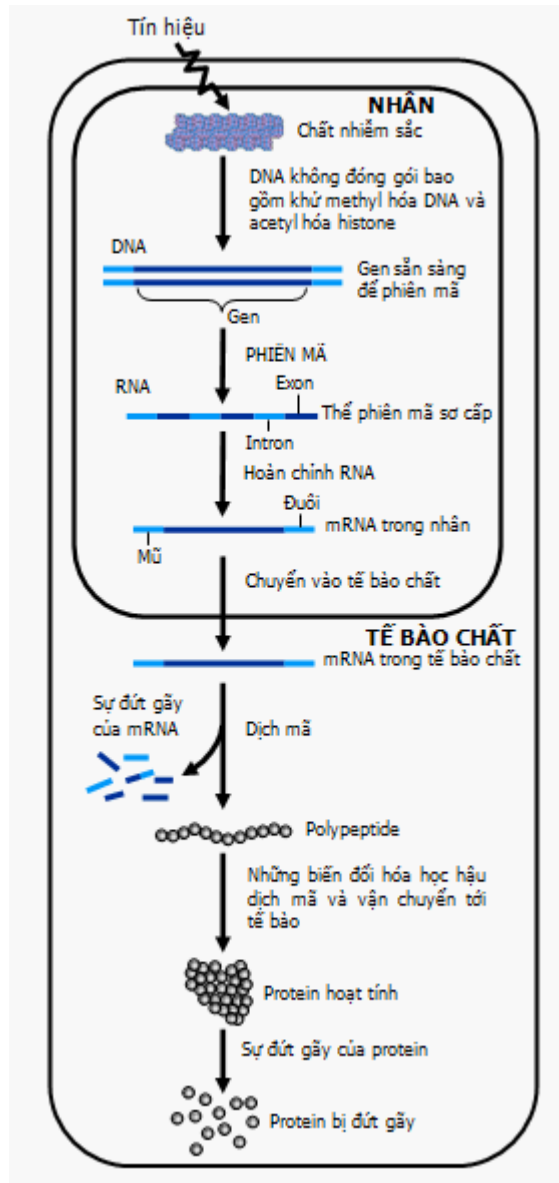 Tín hiệu
NHÂN
Chất nhiễm sắc
DNA không đóng gói bao
gồm khử methyl hóa DNA và
acetyl hóa histone
DNA
Gen sẵn sàng
để phiên mã
Gen
PHIÊN MÃ
Exon
RNA
Thể phiên mã sơ cấp
Intron
Hoàn chỉnh RNA
Đuôi
mRNA trong nhân
Mũ
Chuyển vào tế bào chất
TẾ BÀO CHẤT
mRNA trong tế bào chất
Sự đứt gãy
của mRNA
Dịch mã
Polypeptide
Những biến đổi hóa học hậu
dịch mã và vận chuyển tới
tế bào
Protein hoạt tính
Sự đứt gãy của protein
Protein bị đứt gãy